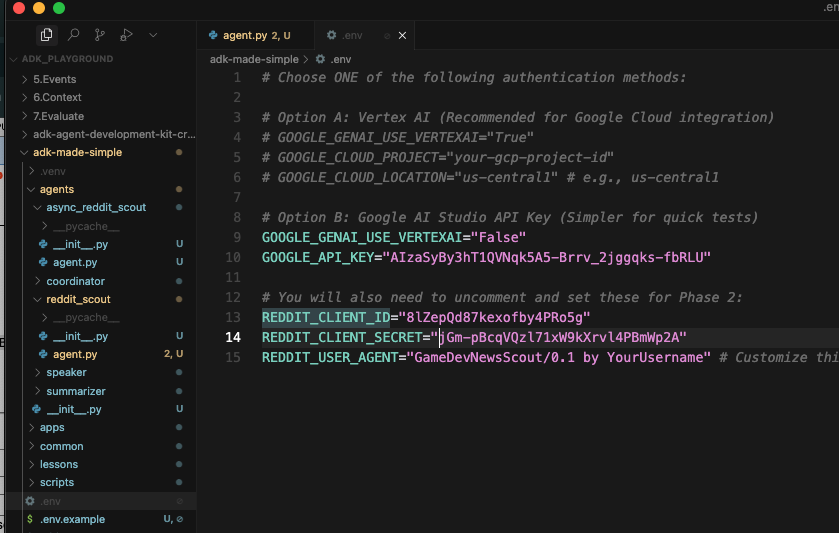 .en
agent.py 2, U
.env
ADK_PLAYGROUND
adk-made-simple > .env
5.Events
6.Context
7.Evaluate
adk-agent-development-kit-cr...
adk-made-simple
.venv
agents
async_reddit_scout
__pycache__
__init__.py U
agent.py U
coordinator
reddit_scout
__pycache__
__init__.py U
agent.py 2, U
speaker
summarizer
__init__.py U
apps
common
lessons
scripts
.env
$ .env.example U,
1 # Choose ONE of the following authentication methods:
2
3 # Option A: Vertex AI (Recommended for Google Cloud integration)
4 # GOOGLE_GENAI_USE_VERTEXAI="True"
5 # GOOGLE_CLOUD_PROJECT="your-gcp-project-id"
6 # GOOGLE_CLOUD_LOCATION="us-central1" # e.g., us-central1
7
8 # Option B: Google AI Studio API Key (Simpler for quick tests)
9 GOOGLE_GENAI_USE_VERTEXAI="False"
10 GOOGLE_API_KEY="AIzaSyBy3hT1QVNqk5A5-Brrv_2jggqks-fbRLU"
11
12 # You will also need to uncomment and set these for Phase 2:
13 REDDIT_CLIENT_ID="8lZepQd87kexofby4PRo5g"
14 REDDIT_CLIENT_SECRET="jGm-pBcqVQzl71xW9kXrvl4PBmWp2A"
15 REDDIT_USER_AGENT="GameDevNewsScout/0.1 by YourUsername" # Customize thi